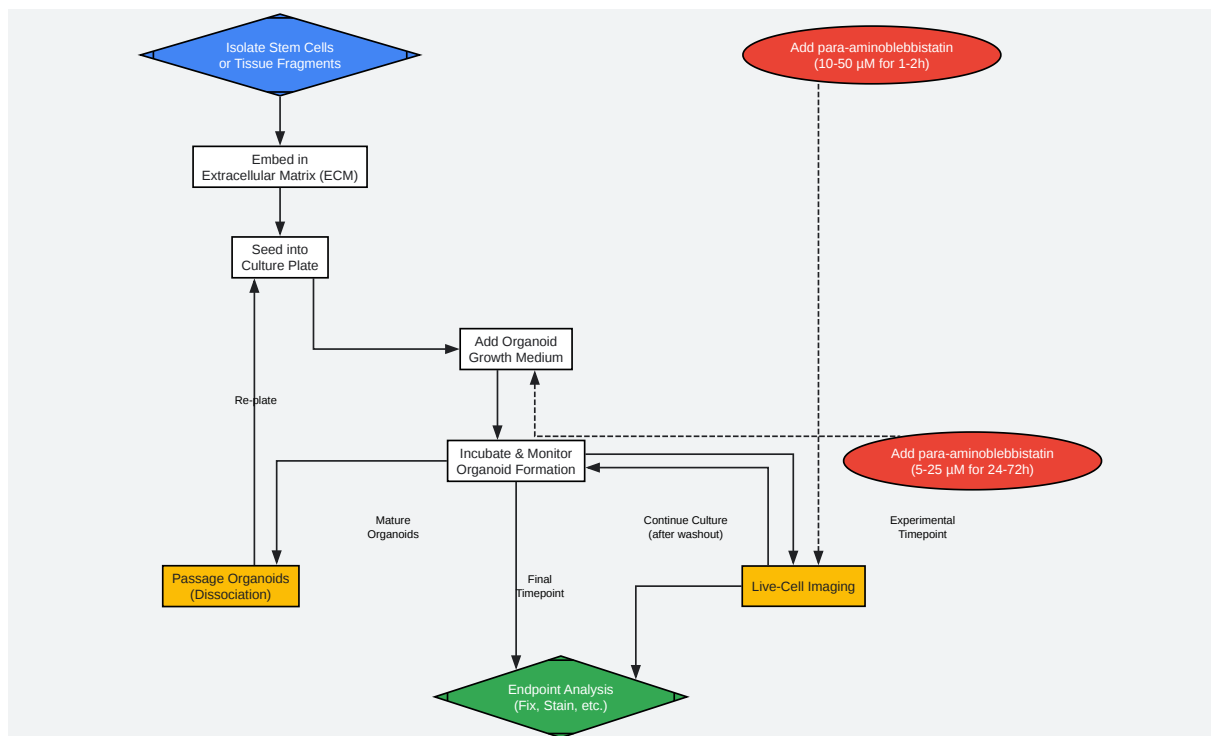 Isolate Stem Cells
or Tissue Fragments
Add para-aminoblebbistatin
(10-50 µM for 1-2h)
Embed in
Extracellular Matrix (ECM)
Seed into
Culture Plate
Add Organoid
Growth Medium
Re-plate
Incubate & Monitor
Organoid Formation
Add para-aminoblebbistatin
(5-25 µM for 24-72h)
Mature
Organoids
Continue Culture
(after washout)
Experimental
Timepoint
Passage Organoids
(Dissociation)
Final
Timepoint
Live-Cell Imaging
Endpoint Analysis
(Fix, Stain, etc.)